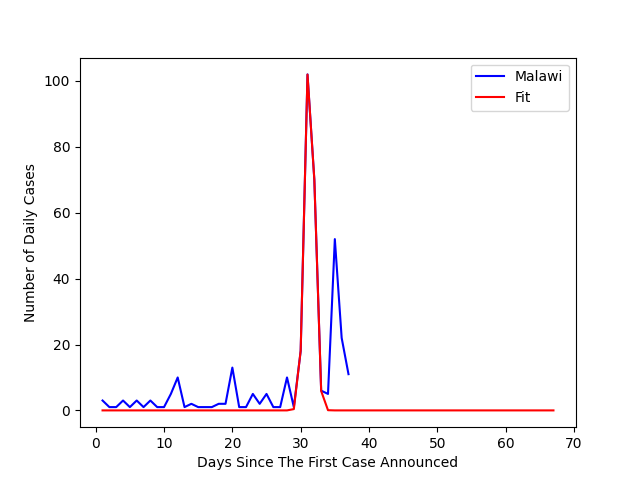 Malawi
Fit
100
80
60
40
20
0
Number of Daily Cases
0 10 20 30 40 50 60 70
Days Since The First Case Announced